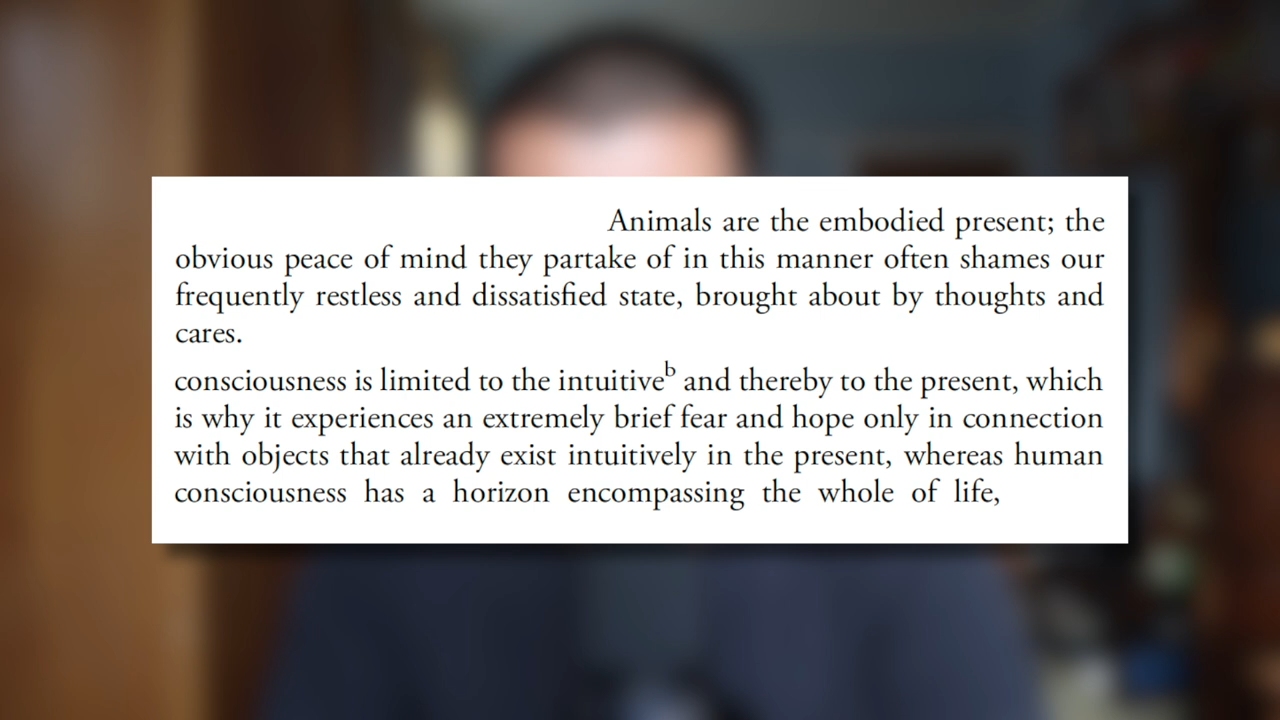 Animals are the embodied present; the
obvious peace of mind they partake of in this manner often shames our
frequently restless and dissatisfied state, brought about by thoughts and
cares.
consciousness is limited to the intuitiveᵇ and thereby to the present, which
is why it experiences an extremely brief fear and hope only in connection
with objects that already exist intuitively in the present, whereas human
consciousness has a horizon encompassing the whole of life,